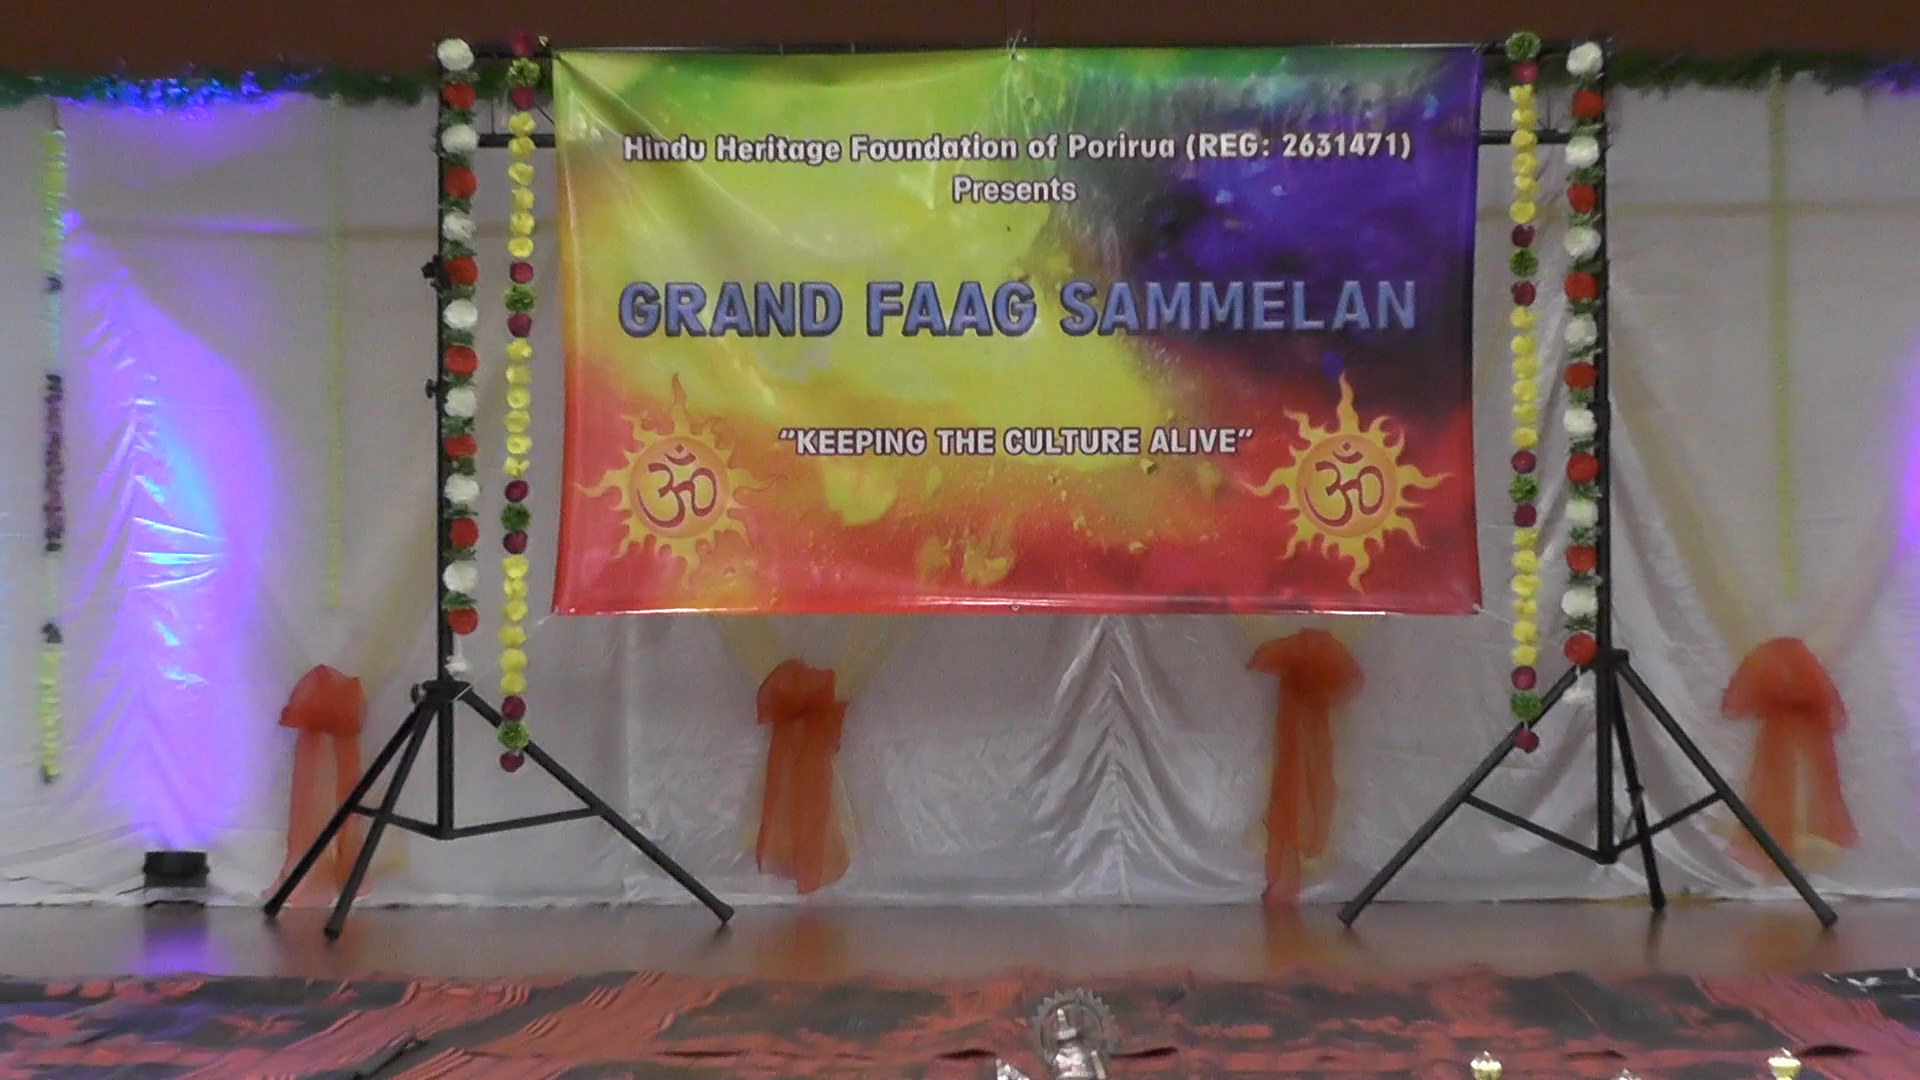 Hindu Heritage Foundation of Porirua (REG: 2631471)
Presents
GRAND FAAG SAMMELAN
“KEEPING THE CULTURE ALIVE”
ॐ ॐ